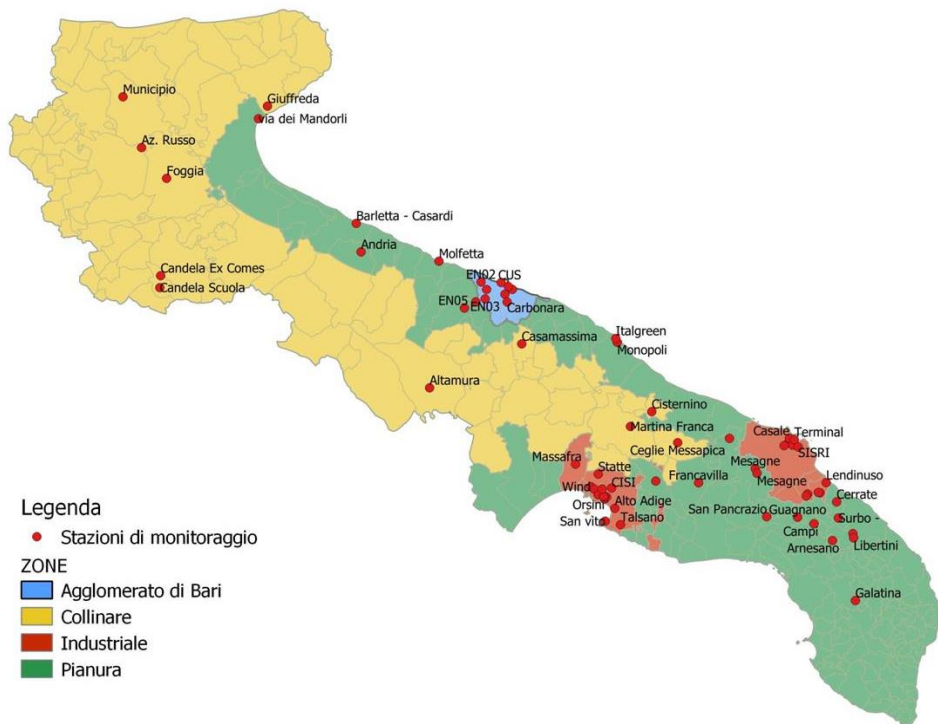 Municipio
Giuffreda
via dei Mandorli
Az. Russo
Foggia
Barletta - Casardi
Andria
Molfetta
Candela Ex Comes
Candela Scuola
EN02 CUS
EN05 EN03 Carbonara
Casamassima
Italgreen
Monopoli
Altamura
Cisternino
Martina Franca
Ceglie Messapica
Casale Terminal
SISRI
Massafra
Statte
Mesagne
Mesagne
Lendinuso
Wind CISI
Francavilla
Cerrate
Orsini Alto Adige
San Pancrazio Guagnano
Surbo -
San vito Talsano
Campi
Libertini
Arnesano
Galatina
Legenda
Stazioni di monitoraggio
ZONE
Agglomerato di Bari
Collinare
Industriale
Pianura